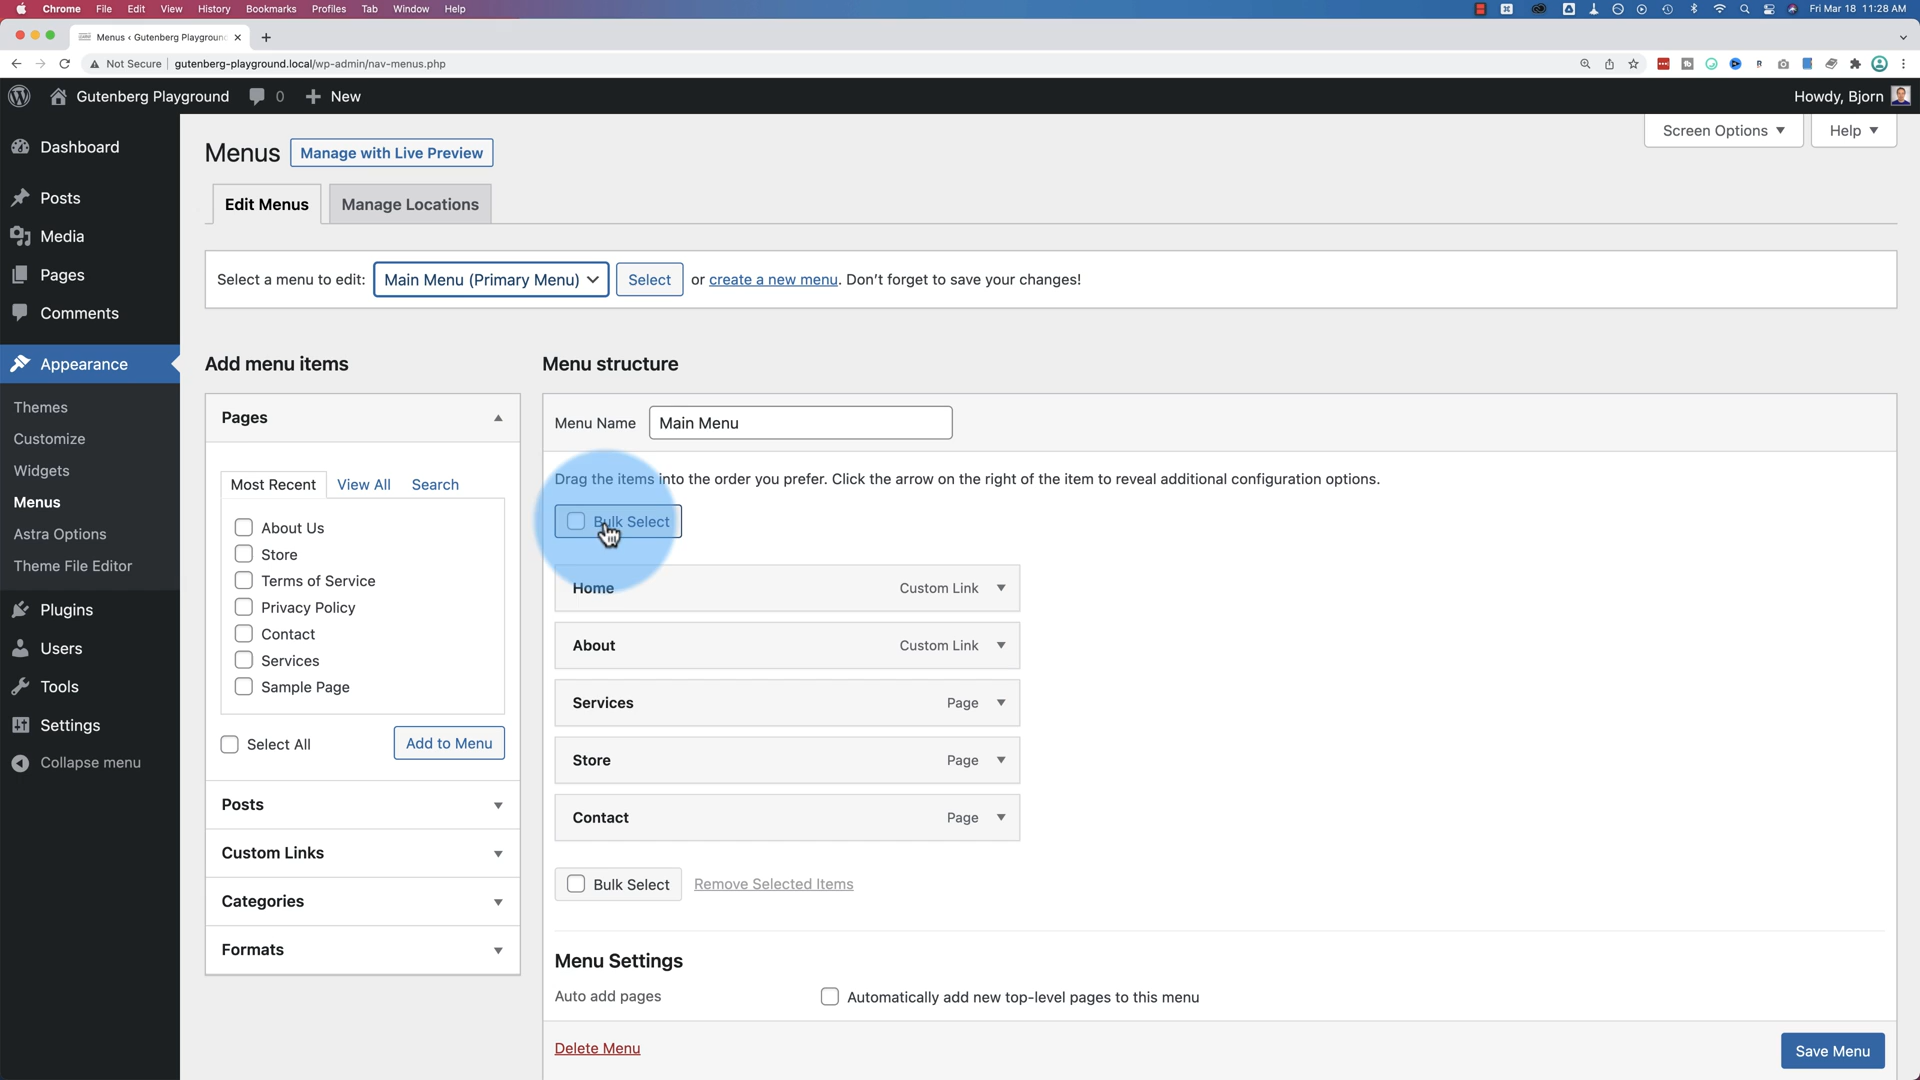 Chrome File Edit View History Bookmarks Profiles Tab Window Help Fri Mar 18 11:28 AM
Menus ‹ Gutenberg Playground
Not Secure gutenberg-playground.local/wp-admin/nav-menus.php
Gutenberg Playground 0 New Howdy, Bjorn
Screen Options Help
Dashboard
Posts
Media
Pages
Comments
Appearance
Themes
Customize
Widgets
Menus
Astra Options
Theme File Editor
Plugins
Users
Tools
Settings
Collapse menu
Menus Manage with Live Preview
Edit Menus Manage Locations
Select a menu to edit: Main Menu (Primary Menu) Select or create a new menu. Don't forget to save your changes!
Add menu items
Pages
Most Recent View All Search
About Us
Store
Terms of Service
Privacy Policy
Contact
Services
Sample Page
Select All Add to Menu
Posts
Custom Links
Categories
Formats
Menu structure
Menu Name Main Menu
Drag the items into the order you prefer. Click the arrow on the right of the item to reveal additional configuration options.
Bulk Select
Home Custom Link
About Custom Link
Services Page
Store Page
Contact Page
Bulk Select Remove Selected Items
Menu Settings
Auto add pages Automatically add new top-level pages to this menu
Delete Menu Save Menu